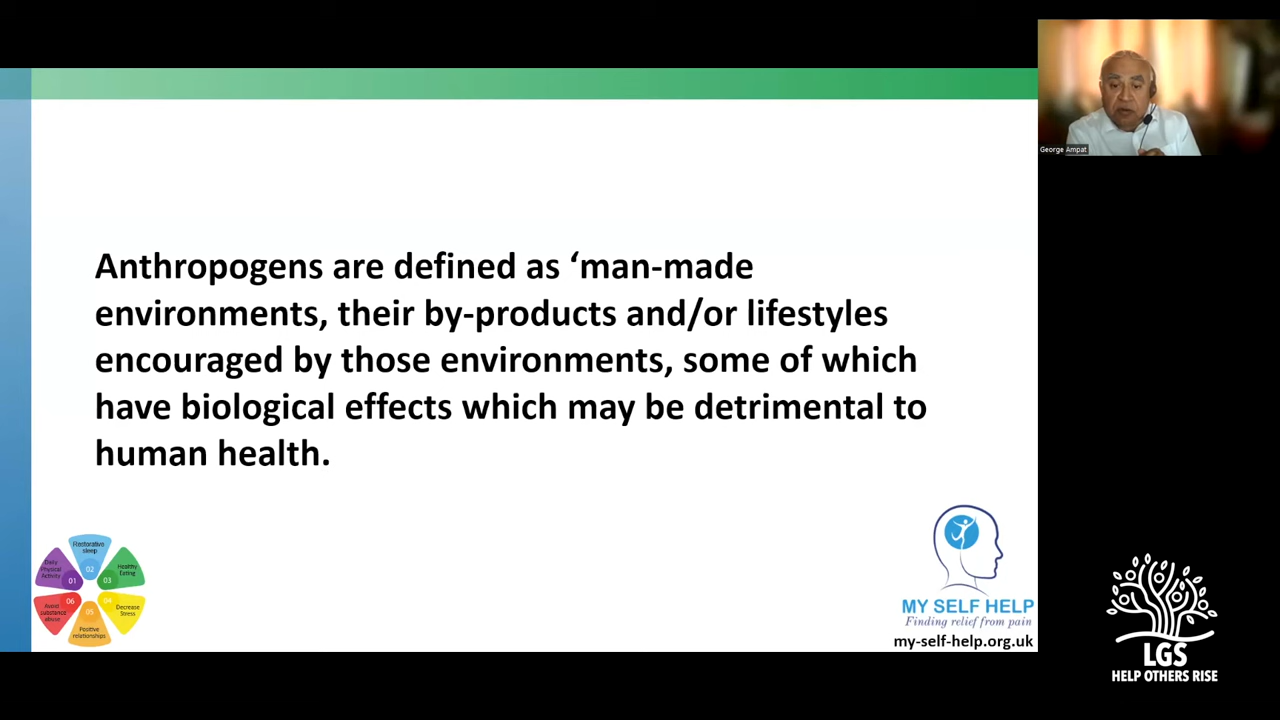 George Ampat
Anthropogens are defined as ‘man-made
environments, their by-products and/or lifestyles
encouraged by those environments, some of which
have biological effects which may be detrimental to
human health.
Restorative
sleep
02
Daily
Physical
Activity
01
Healthy
Eating
03
06
Avoid
substance
abuse
04
Decrease
Stress
05
Positive
relationships
MY SELF HELP
Finding relief from pain
my-self-help.org.uk
LGS
HELP OTHERS RISE